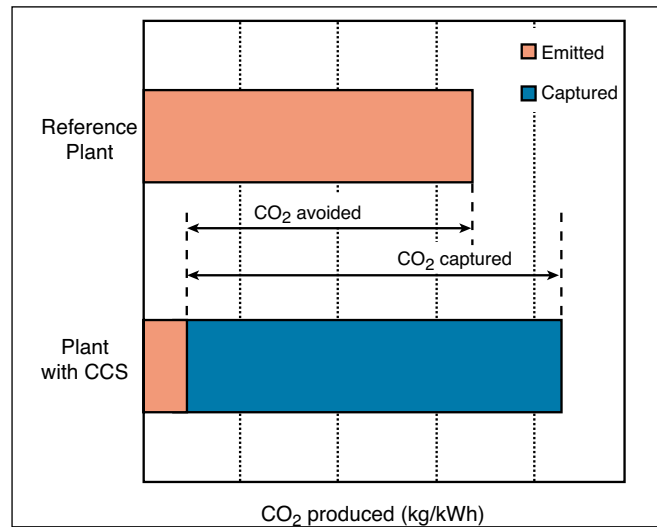 Emitted
Captured
Reference
Plant
CO₂ avoided
CO₂ captured
Plant
with CCS
CO₂ produced (kg/kWh)